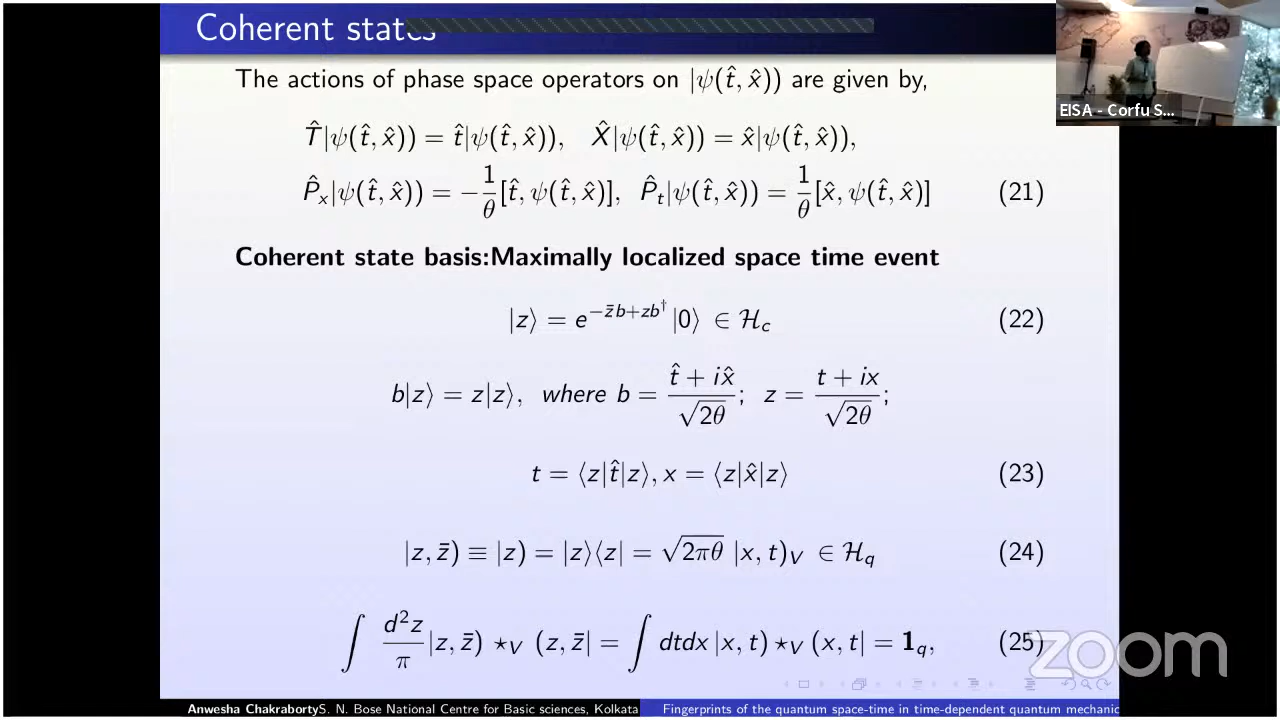 Coherent states
The actions of phase space operators on |ψ(t̂, x̂)) are given by,
T̂|ψ(t̂, x̂)) = t̂|ψ(t̂, x̂)), X̂|ψ(t̂, x̂)) = x̂|ψ(t̂, x̂)),
P̂ₓ|ψ(t̂, x̂)) = −(1/θ)[t̂, ψ(t̂, x̂)], P̂ₜ|ψ(t̂, x̂)) = (1/θ)[x̂, ψ(t̂, x̂)] (21)
Coherent state basis:Maximally localized space time event
|z⟩ = e^{−z̄b+zb†}|0⟩ ∈ ℋ_c (22)
b|z⟩ = z|z⟩, where b = (t̂ + ix̂)/√(2θ); z = (t + ix)/√(2θ);
t = ⟨z|t̂|z⟩, x = ⟨z|x̂|z⟩ (23)
|z, z̄) ≡ |z) = |z⟩⟨z| = √(2πθ) |x, t)_V ∈ ℋ_q (24)
∫ d²z/π |z, z̄) ⋆_V (z, z̄| = ∫ dtdx |x, t) ⋆_V (x, t| = 1_q, (25)
Anwesha ChakrabortyS. N. Bose National Centre for Basic sciences, Kolkata Fingerprints of the quantum space-time in time-dependent quantum mechanic
EISA - Corfu S...
zoom